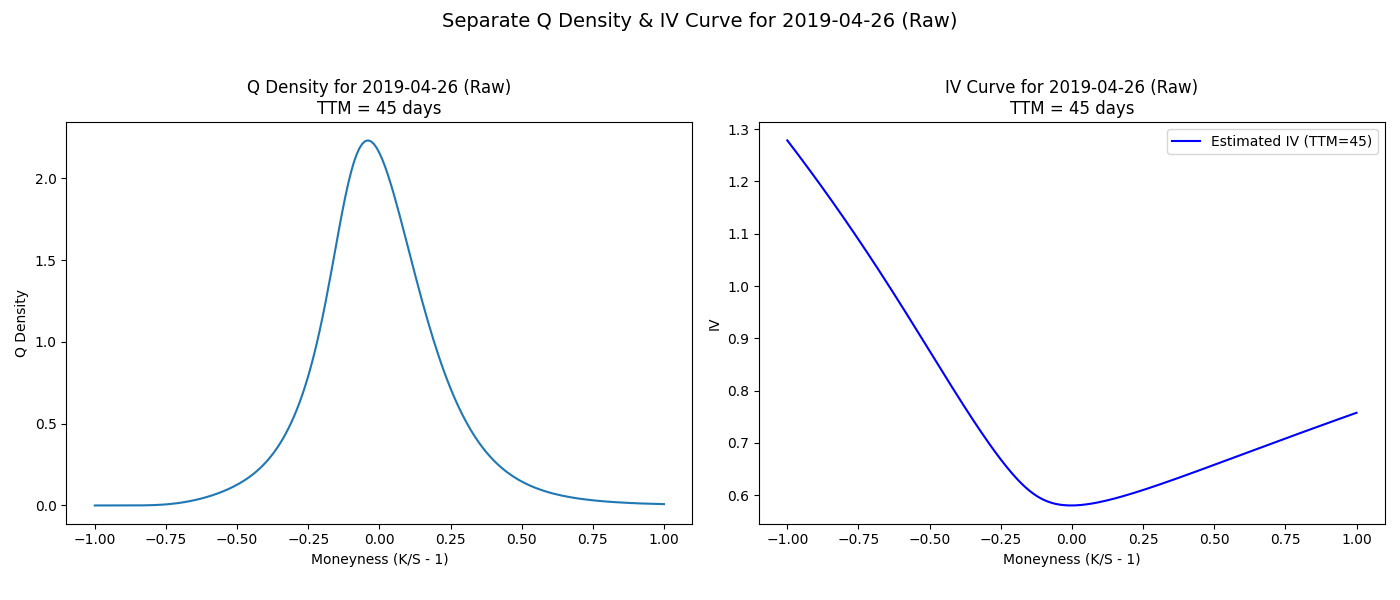 Separate Q Density & IV Curve for 2019-04-26 (Raw)
Q Density for 2019-04-26 (Raw)
TTM = 45 days
Q Density
2.0
1.5
1.0
0.5
0.0
−1.00 −0.75 −0.50 −0.25 0.00 0.25 0.50 0.75 1.00
Moneyness (K/S - 1)
IV Curve for 2019-04-26 (Raw)
TTM = 45 days
Estimated IV (TTM=45)
IV
1.3
1.2
1.1
1.0
0.9
0.8
0.7
0.6
−1.00 −0.75 −0.50 −0.25 0.00 0.25 0.50 0.75 1.00
Moneyness (K/S - 1)